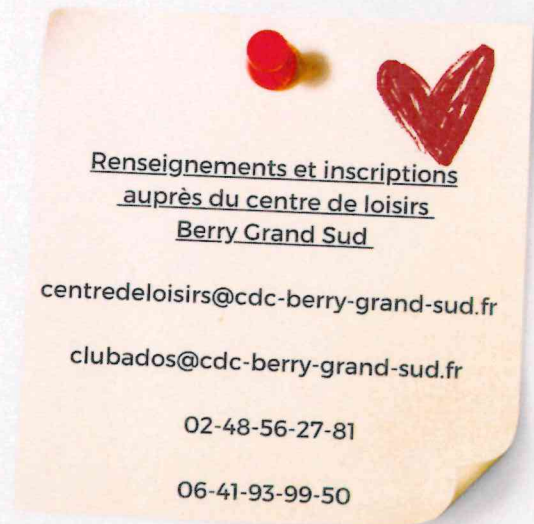 Renseignements et inscriptions
auprès du centre de loisirs
Berry Grand Sud
centredeloisirs@cdc-berry-grand-sud.fr
clubados@cdc-berry-grand-sud.fr
02-48-56-27-81
06-41-93-99-50